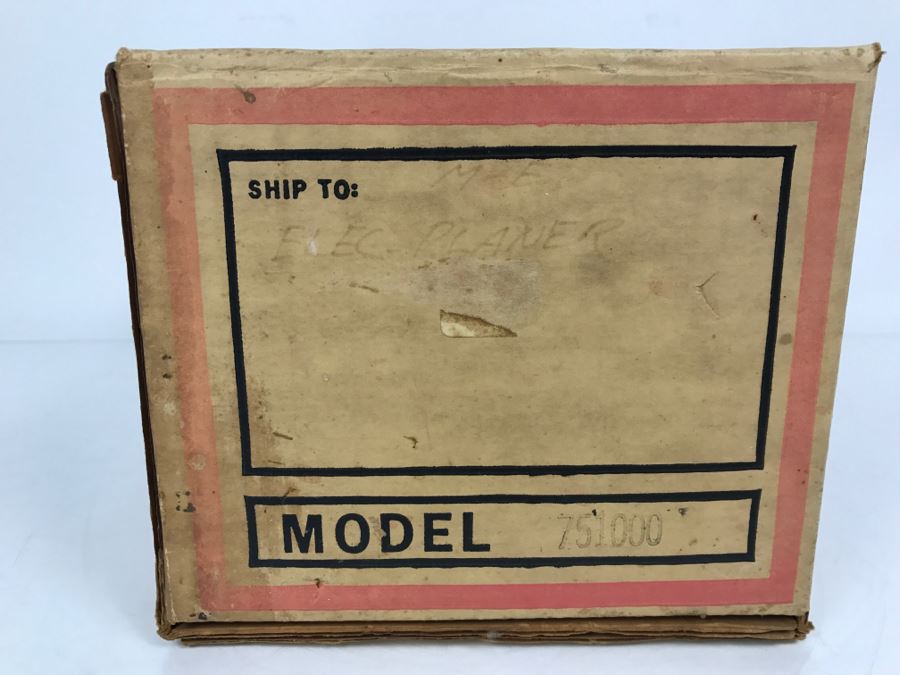 SHIP TO:
ELEC. PLANER
MODEL 751000